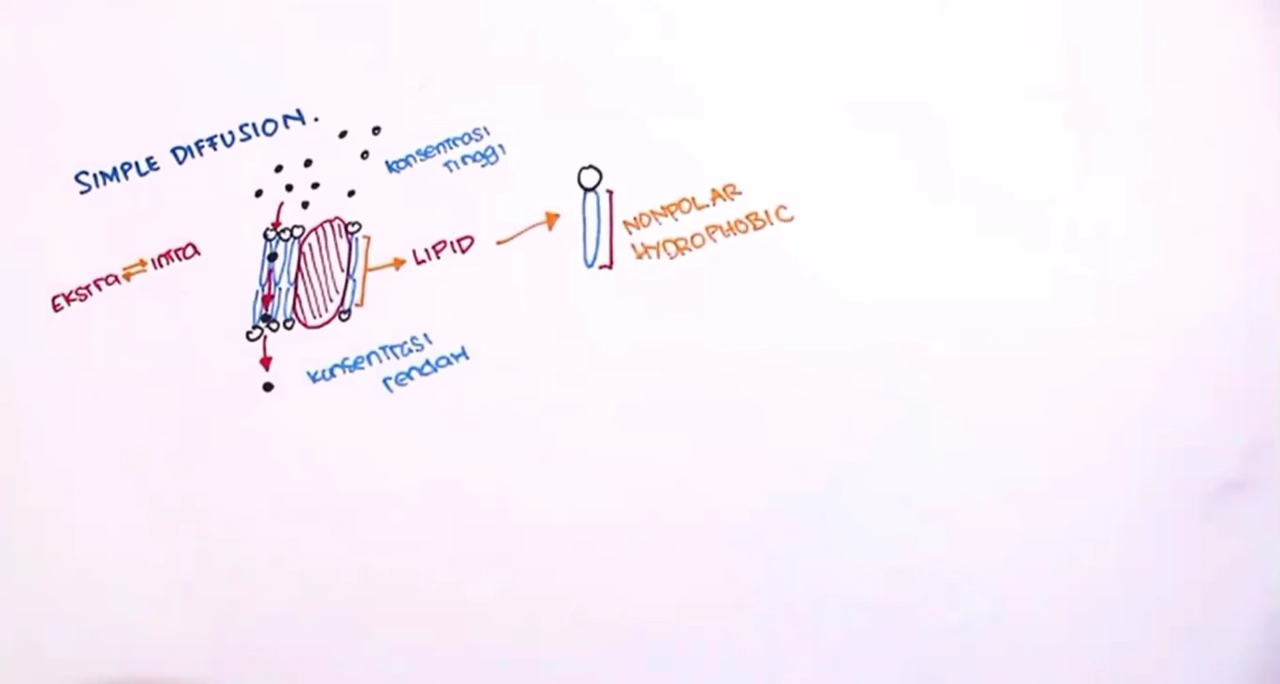 SIMPLE DIFFUSION.
konsentrasi
Tinggi
EKSTRA ⇌ intra
LIPID
NONPOLAR
HYDROPHOBIC
konsentrasi
rendah